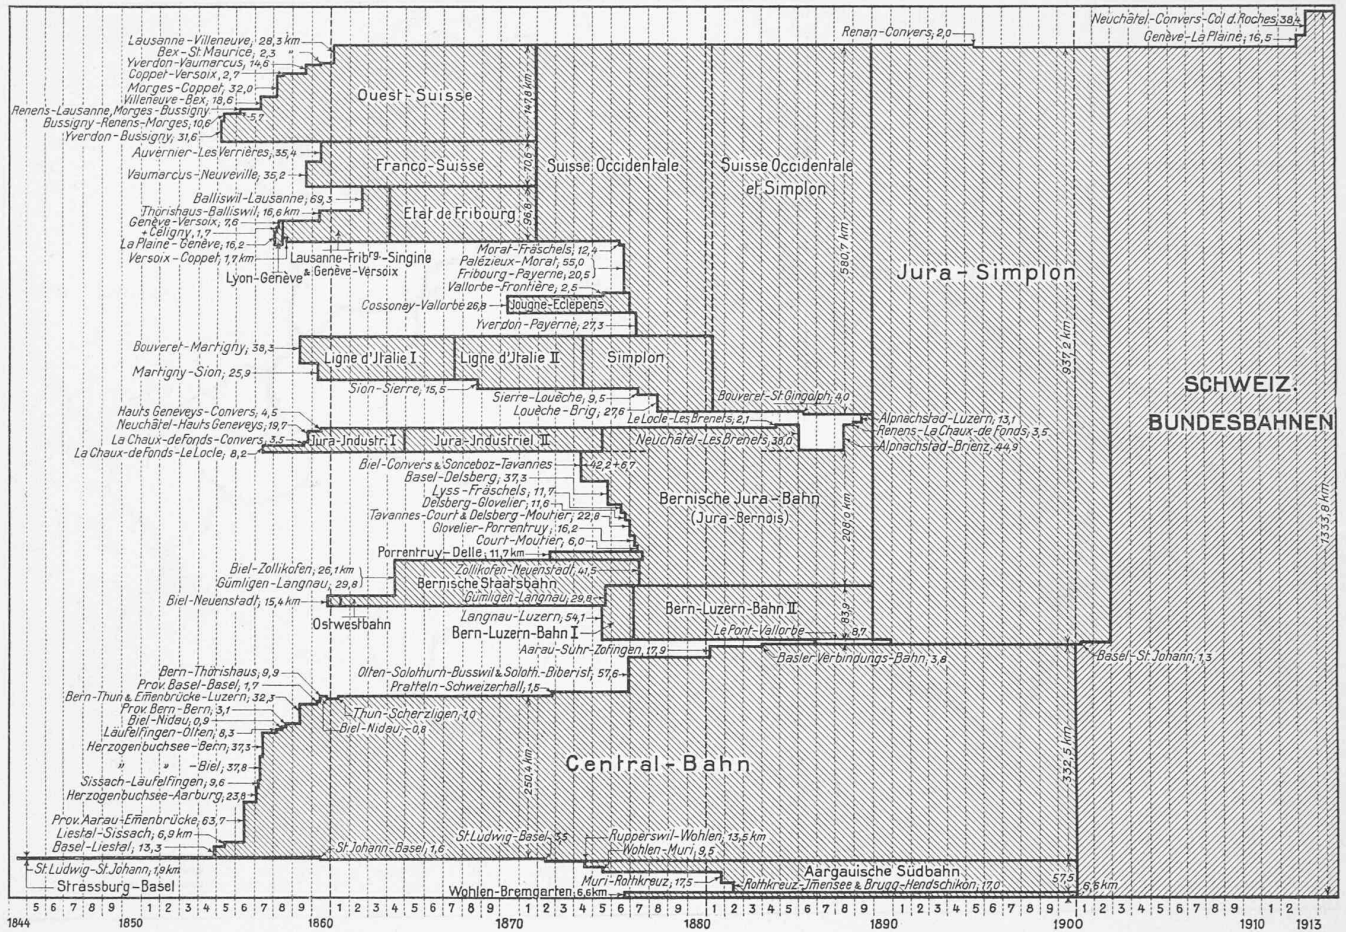 Neuchâtel-Convers-Col d. Roches, 38,4
Genève-La Plaine, 16,5
Renan-Convers, 2,0
Lausanne-Villeneuve, 28,3 km
Bex-St. Maurice, 2,3 "
Yverdon-Vaumarcus, 14,6
Coppet-Versoix, 2,7
Morges-Coppet, 32,0
Villeneuve-Bex, 18,6
Renens-Lausanne, Morges-Bussigny
5,7
Bussigny-Renens-Morges, 10,6
Yverdon-Bussigny, 31,6
Ouest-Suisse
147,8 km
Auvernier-Les Verrières, 35,4
Vaumarcus-Neuveville, 35,2
Franco-Suisse
70,6
Suisse Occidentale
Suisse Occidentale
et Simplon
580,7 km
Balliswil-Lausanne, 69,3
Thörishaus-Balliswil, 16,6 km
Genève-Versoix, 7,6
+Céligny, 1,7
La Plaine-Genève, 16,2
Versoix-Coppet, 1,7 km
Etat de Fribourg
96,8
Lausanne-Frib^rg.-Singine
& Genève-Versoix
Lyon-Genève
Morat-Fräschels, 12,4
Palézieux-Morat, 55,0
Fribourg-Payerne, 20,5
Vallorbe-Frontière, 2,5
Cossonay-Vallorbe 26,8
Jougne-Eclépens
Yverdon-Payerne, 27,3
Jura-Simplon
937,2 km
Bouveret-Martigny, 38,3
Martigny-Sion, 25,9
Ligne d'Jtalie I
Ligne d'Jtalie II
Simplon
Sion-Sierre, 15,5
Sierre-Louèche, 9,5
Louèche-Brig, 27,6
Bouveret-St. Gingolph, 4,0
Le Locle-Les Brenets, 2,1
Alpnachstad-Luzern, 13,1
Renens-La Chaux-de Fonds, 3,5
Alpnachstad-Brienz, 44,9
Hauts Geneveys-Convers, 4,5
Neuchâtel-Hauts Geneveys, 19,7
La Chaux-deFonds-Convers, 3,5
La Chaux-de Fonds-Le Locle, 8,2
Jura-Jndustr. I
Jura-Jndustriel II
Neuchâtel-Les Brenets, 38,0
SCHWEIZ.
BUNDESBAHNEN
1333,8 km
Biel-Convers & Sonceboz-Tavannes
42,2+6,7
Basel-Delsberg, 37,3
Lyss-Fräschels, 11,7
Delsberg-Glovelier, 11,6
Tavannes-Court & Delsberg-Moutier, 22,8
Glovelier-Porrentruy, 16,2
Court-Moutier, 6,0
Porrentruy-Delle, 11,7 km
Bernische Jura-Bahn
(Jura-Bernois)
208,0 km
Biel-Zollikofen, 26,1 km
Gümligen-Langnau, 29,8
Biel-Neuenstadt, 15,4 km
Ostwestbahn
Bernische Staatsbahn
Zollikofen-Neuenstadt, 41,5
Gümligen-Langnau, 29,8
Langnau-Luzern, 54,1
Bern-Luzern-Bahn I
Bern-Luzern-Bahn II
83,9
Le Pont-Vallorbe
8,7
Aarau-Suhr-Zofingen, 17,9
Basler Verbindungs-Bahn, 3,8
Basel-St. Johann, 1,3
Olten-Solothurn-Busswil & Soloth.-Biberist, 57,6
Pratteln-Schweizerhall, 1,5
Bern-Thörishaus, 9,9
Prov. Basel-Basel, 1,7
Bern-Thun & Emenbrücke-Luzern, 32,3
Prov. Bern-Bern, 3,1
Biel-Nidau, 0,9
Läufelfingen-Olten, 8,3
Herzogenbuchsee-Bern, 37,3
" " -Biel, 37,8
Sissach-Läufelfingen, 9,6
Herzogenbuchsee-Aarburg, 23,8
Prov. Aarau-Emenbrücke, 63,7
Liestal-Sissach, 6,9 km
Basel-Liestal, 13,3
Thun-Scherzligen, 1,0
Biel-Nidau, -0,8
Central-Bahn
250,4 km
332,5 km
St. Johann-Basel, 1,6
St. Ludwig-Basel, 3,5
St. Ludwig-St. Johann, 1,9 km
Strassburg-Basel
Rupperswil-Wohlen, 13,5 km
Wohlen-Muri, 9,5
Muri-Rothkreuz, 17,5
Aargauische Südbahn
57,5
Rothkreuz-Jmensee & Brugg-Hendschikon, 17,0
Wohlen-Bremgarten, 6,6 km
6,6 km
5 6 7 8 9 1 2 3 4 5 6 7 8 9 1 2 3 4 5 6 7 8 9 1 2 3 4 5 6 7 8 9 1 2 3 4 5 6 7 8 9 1 2 3 4 5 6 7 8 9 1 2 3 4 5 6 7 8 9 1 2
1844 1850 1860 1870 1880 1890 1900 1910 1913